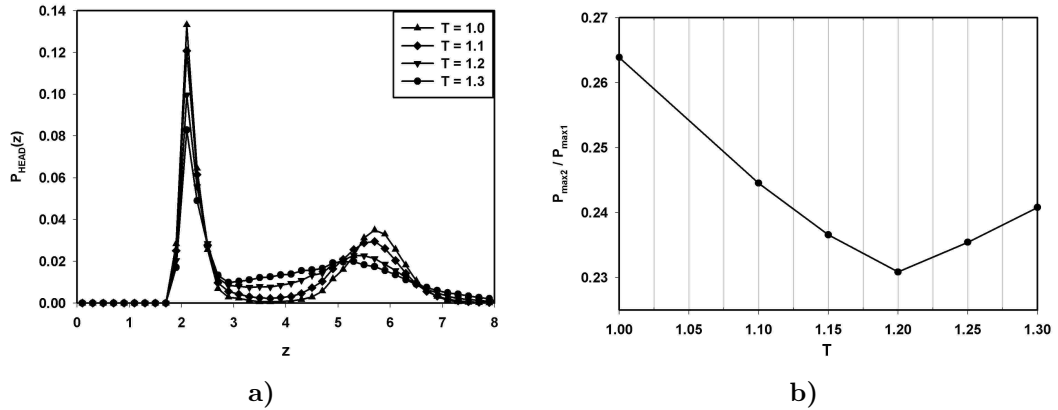 0.14
0.12
0.10
0.08
0.06
0.04
0.02
0.00
P_HEAD(z)
T = 1.0
T = 1.1
T = 1.2
T = 1.3
0 1 2 3 4 5 6 7 8
z
a)
0.27
0.26
0.25
0.24
0.23
P_max2 / P_max1
1.00 1.05 1.10 1.15 1.20 1.25 1.30
T
b)